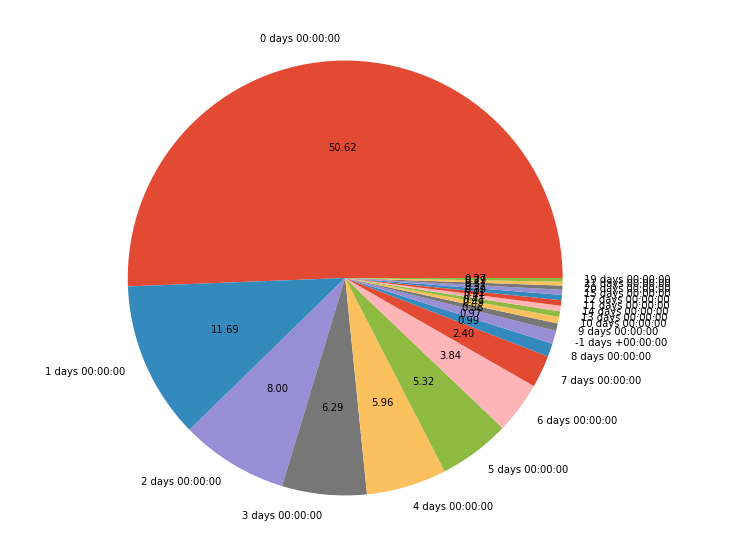 0 days 00:00:00
50.62
19 days 00:00:00
12 days 00:00:00
11 days 00:00:00
14 days 00:00:00
13 days 00:00:00
10 days 00:00:00
9 days 00:00:00
-1 days +00:00:00
8 days 00:00:00
7 days 00:00:00
6 days 00:00:00
5 days 00:00:00
4 days 00:00:00
3 days 00:00:00
2 days 00:00:00
1 days 00:00:00
0.97
0.99
2.40
3.84
5.32
5.96
6.29
8.00
11.69